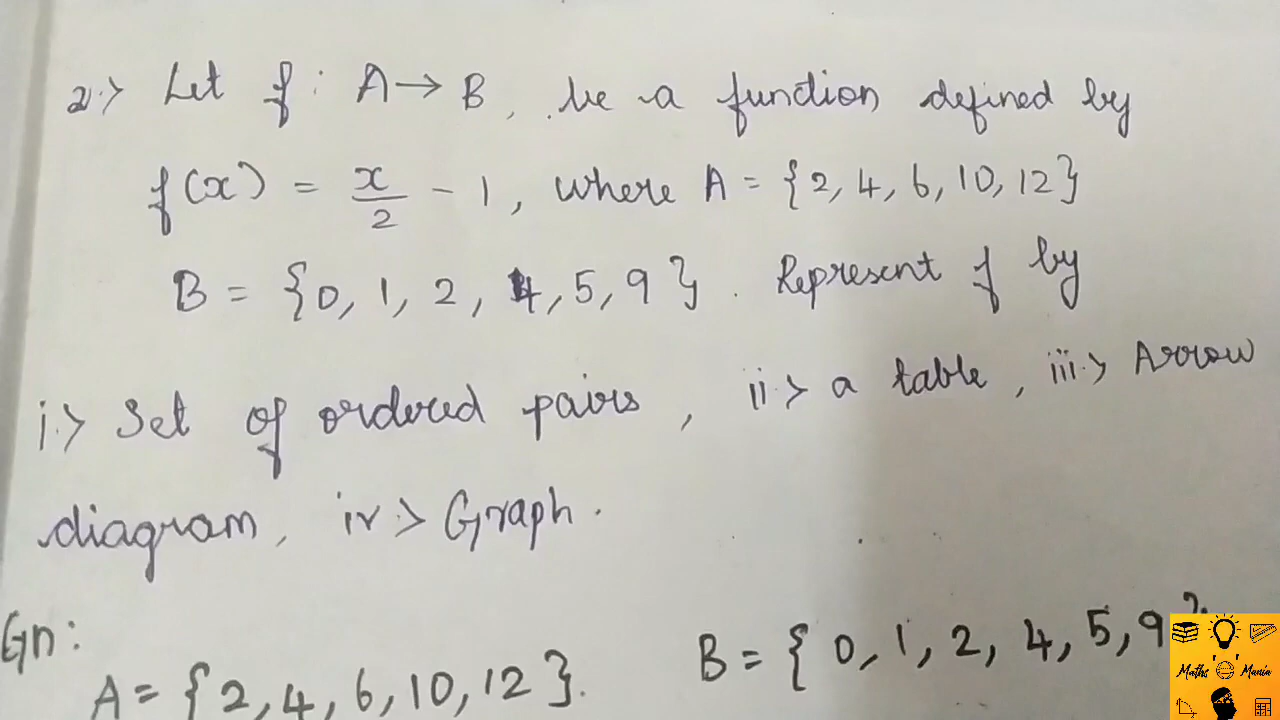 2.> Let f : A → B, be a function defined by
f(x) = x/2 - 1, where A = {2, 4, 6, 10, 12}
B = {0, 1, 2, 4, 5, 9}. Represent f by
i.> Set of ordered pairs, ii.> a table, iii.> Arrow
diagram, iv.> Graph.
Gn:
A = {2, 4, 6, 10, 12}.
B = {0, 1, 2, 4, 5, 9}
Maths Mania